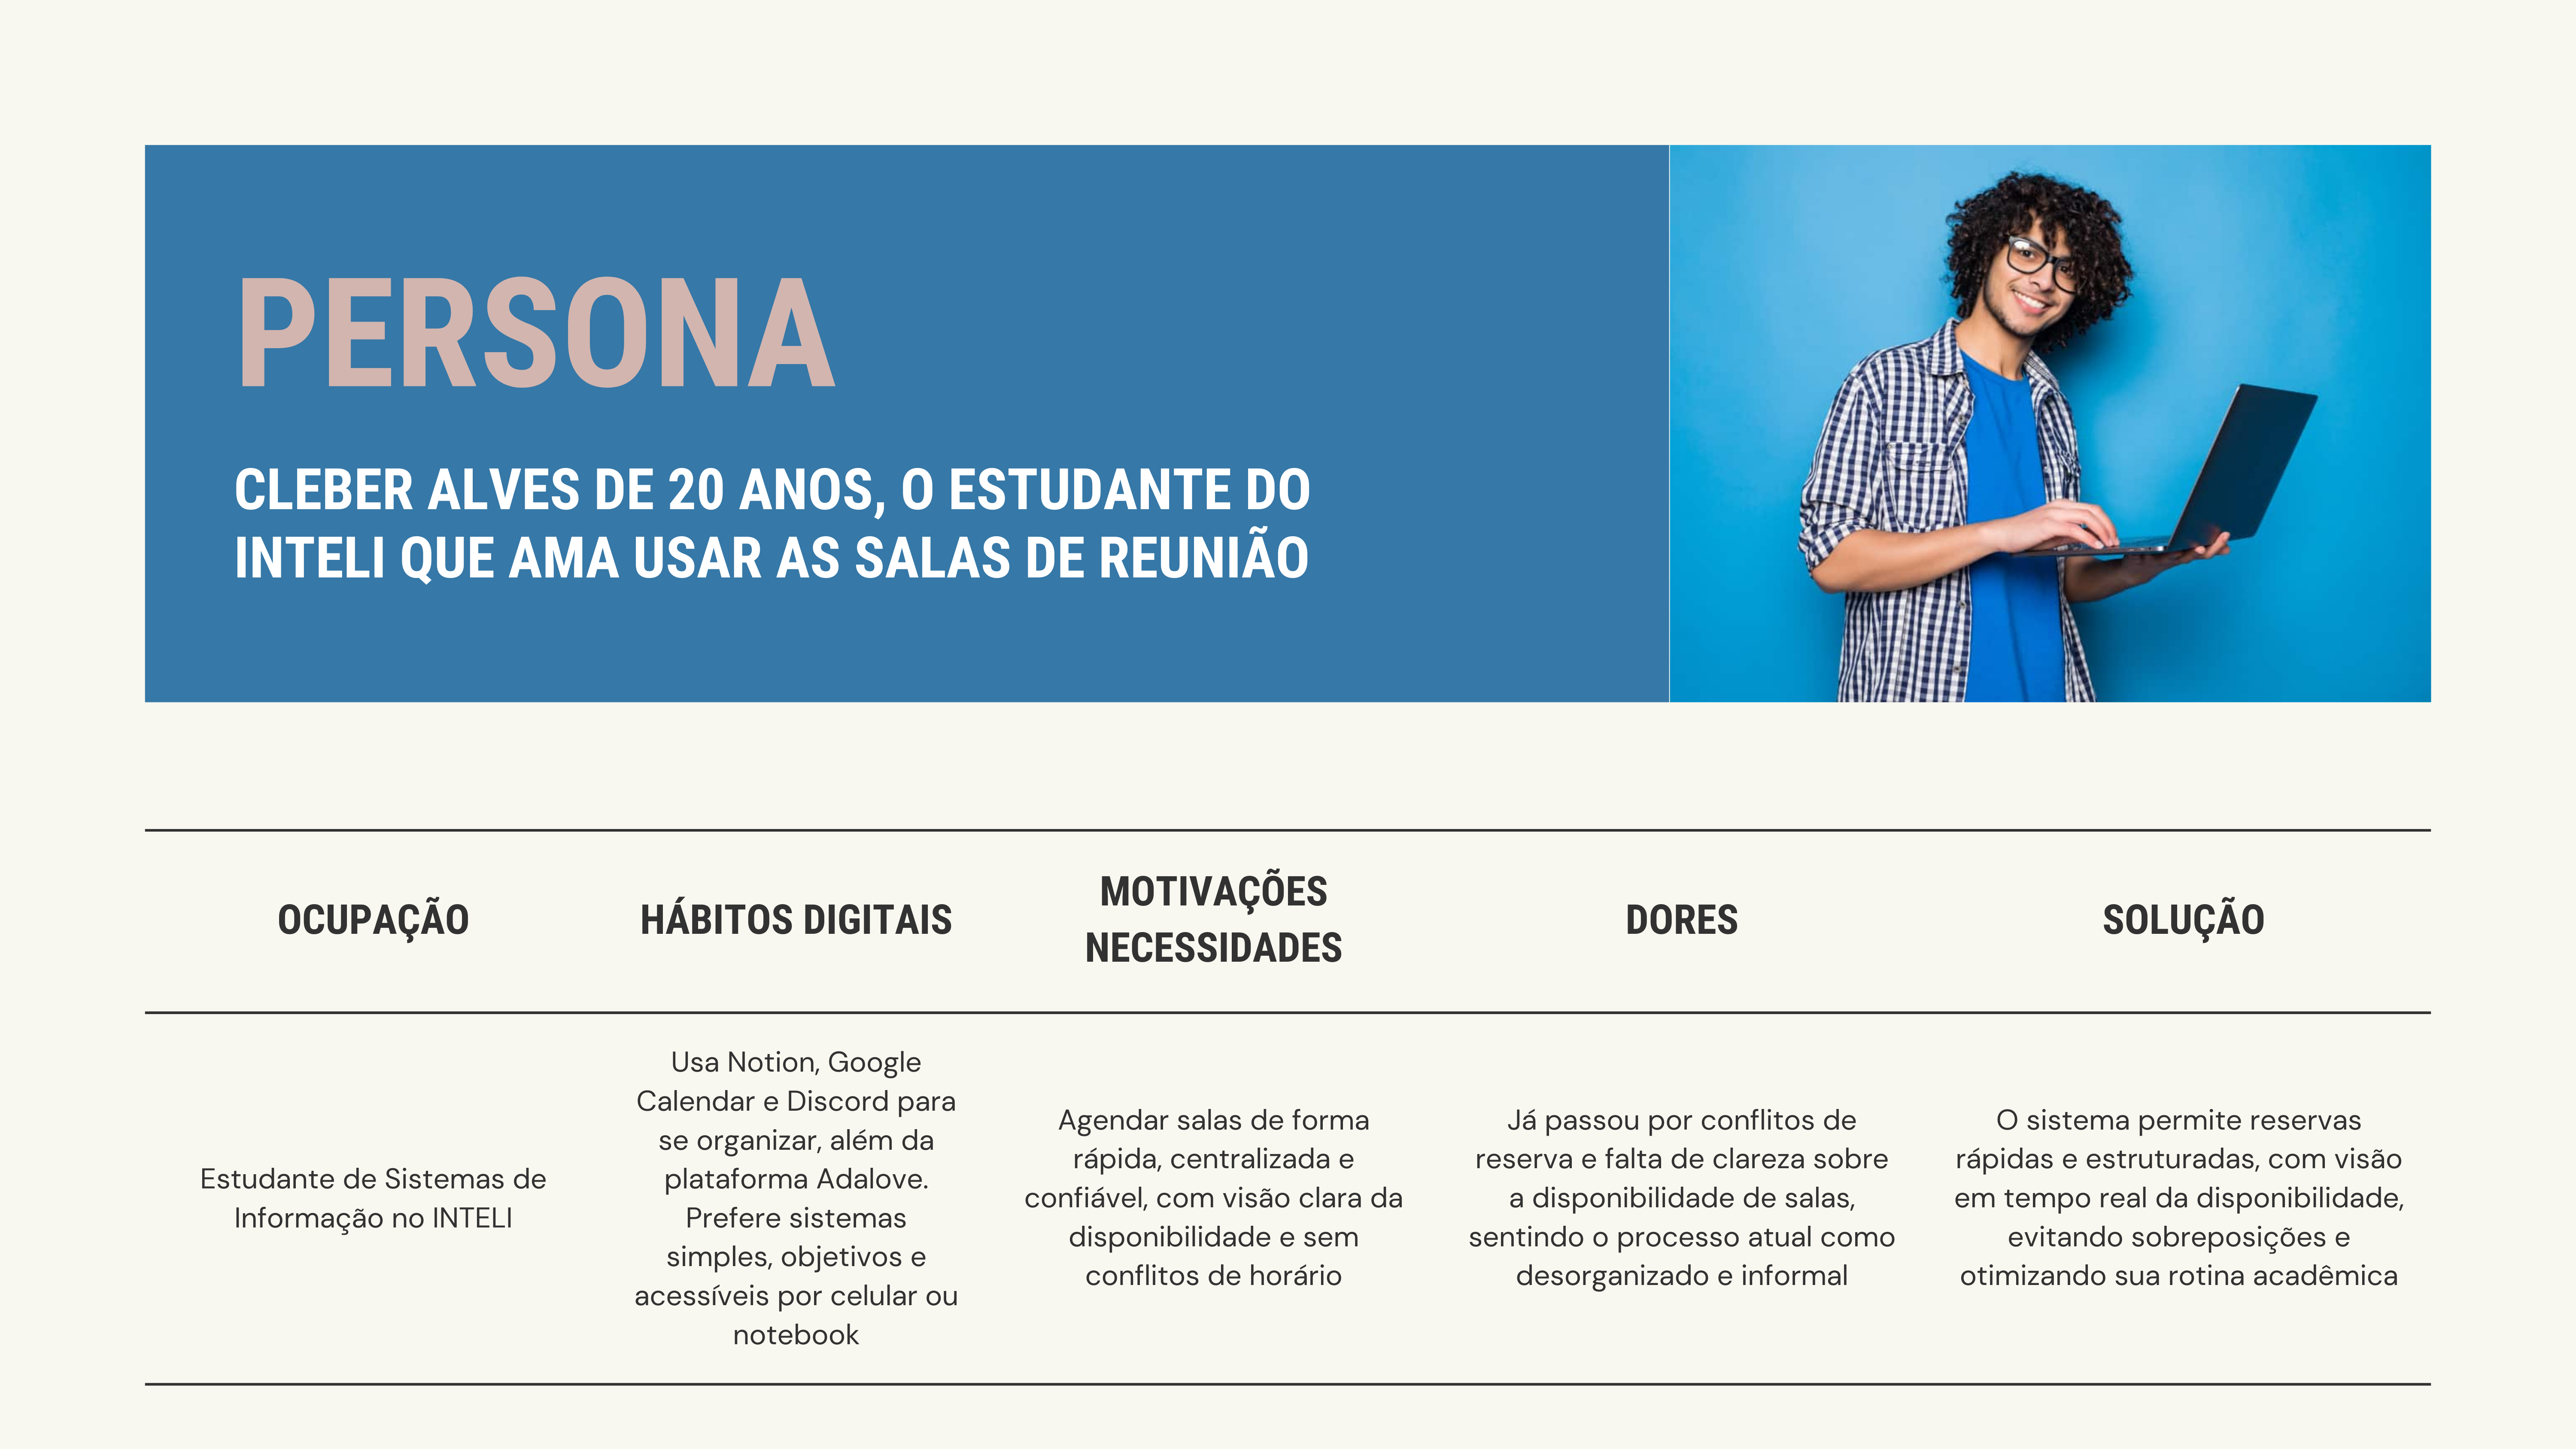 PERSONA
CLEBER ALVES DE 20 ANOS, O ESTUDANTE DO
INTELI QUE AMA USAR AS SALAS DE REUNIÃO
OCUPAÇÃO
HÁBITOS DIGITAIS
MOTIVAÇÕES
NECESSIDADES
DORES
SOLUÇÃO
Estudante de Sistemas de
Informação no INTELI
Usa Notion, Google
Calendar e Discord para
se organizar, além da
plataforma Adalove.
Prefere sistemas
simples, objetivos e
acessíveis por celular ou
notebook
Agendar salas de forma
rápida, centralizada e
confiável, com visão clara da
disponibilidade e sem
conflitos de horário
Já passou por conflitos de
reserva e falta de clareza sobre
a disponibilidade de salas,
sentindo o processo atual como
desorganizado e informal
O sistema permite reservas
rápidas e estruturadas, com visão
em tempo real da disponibilidade,
evitando sobreposições e
otimizando sua rotina acadêmica